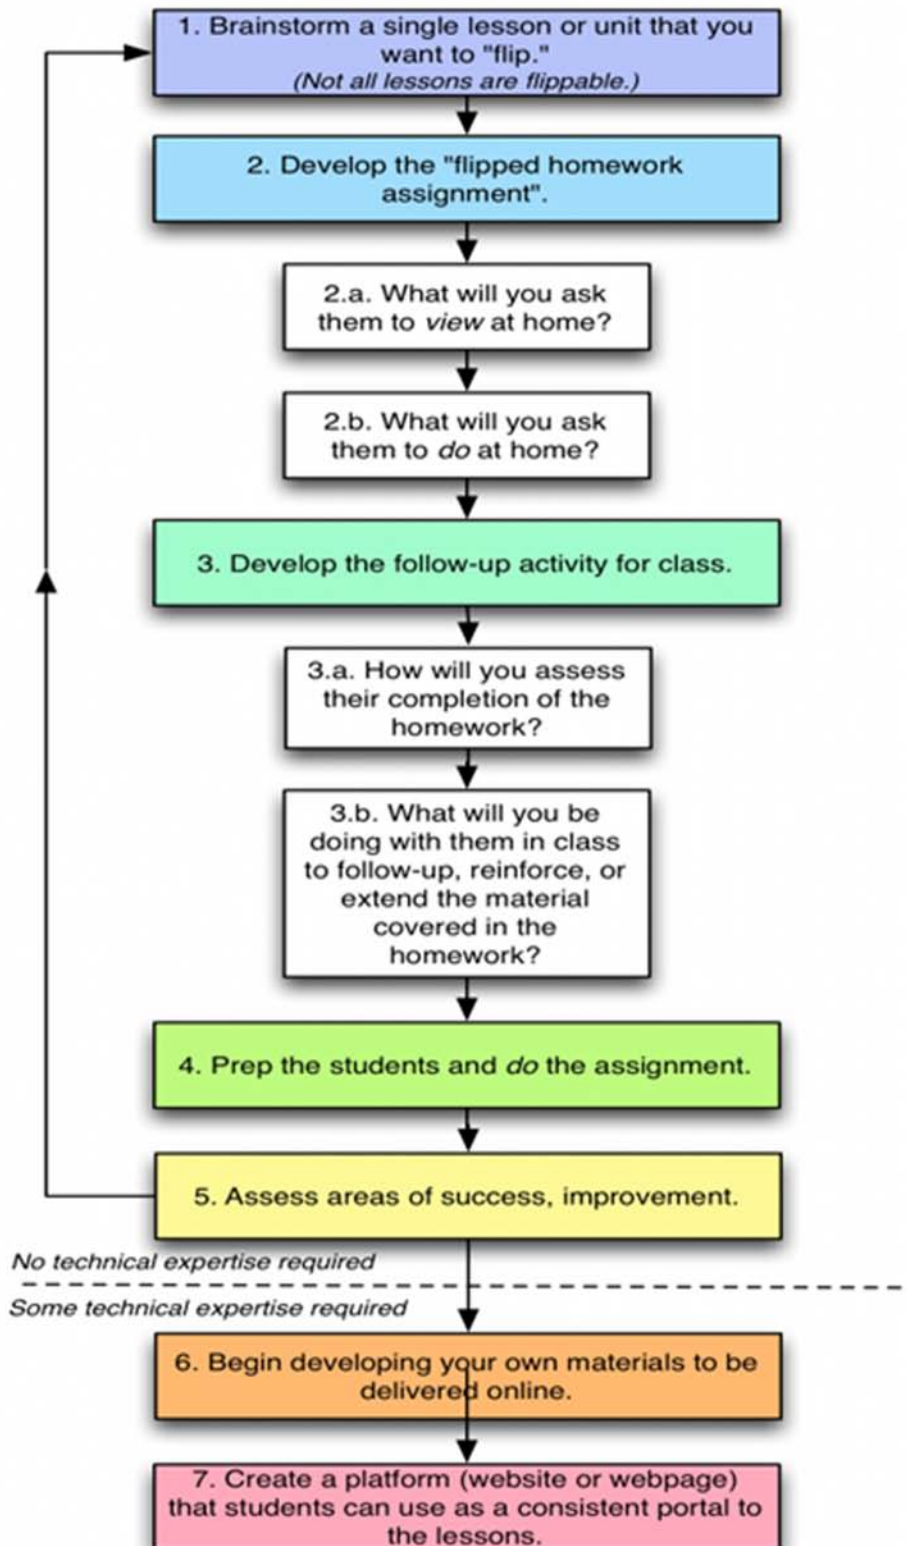 1. Brainstorm a single lesson or unit that you
want to "flip."
(Not all lessons are flippable.)
2. Develop the "flipped homework
assignment".
2.a. What will you ask
them to view at home?
2.b. What will you ask
them to do at home?
3. Develop the follow-up activity for class.
3.a. How will you assess
their completion of the
homework?
3.b. What will you be
doing with them in class
to follow-up, reinforce, or
extend the material
covered in the
homework?
4. Prep the students and do the assignment.
5. Assess areas of success, improvement.
No technical expertise required
Some technical expertise required
6. Begin developing your own materials to be
delivered online.
7. Create a platform (website or webpage)
that students can use as a consistent portal to
the lessons.